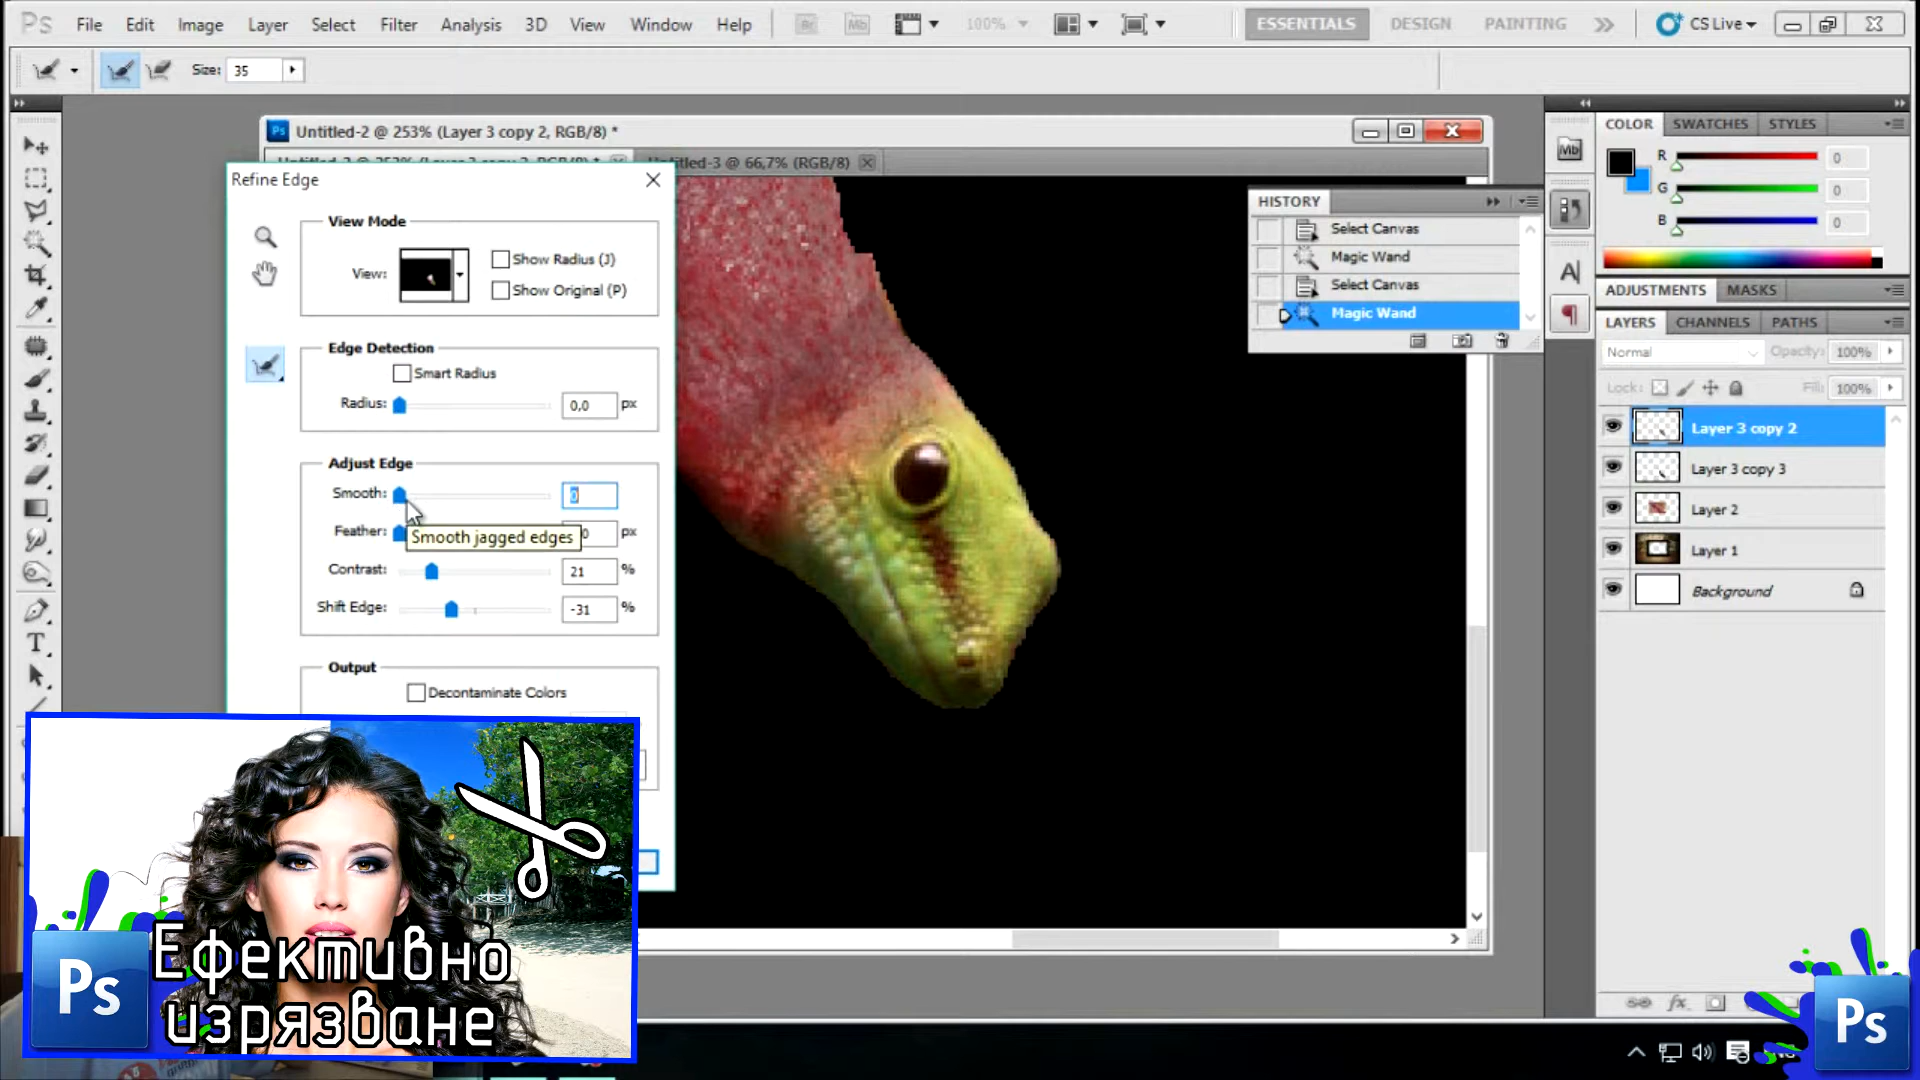 Ps File Edit Image Layer Select Filter Analysis 3D View Window Help Br Mb 100% ESSENTIALS DESIGN PAINTING CS Live
Size: 35
Untitled-2 @ 253% (Layer 3 copy 2, RGB/8) *
Untitled-3 @ 66,7% (RGB/8)
Refine Edge
View Mode
View:
Show Radius (J)
Show Original (P)
Edge Detection
Smart Radius
Radius: 0,0 px
Adjust Edge
Smooth: 0
Feather: px
Smooth jagged edges
Contrast: 21 %
Shift Edge: -31 %
Output
Decontaminate Colors
HISTORY
Select Canvas
Magic Wand
Select Canvas
Magic Wand
Mb
COLOR SWATCHES STYLES
R 0
G 0
B 0
ADJUSTMENTS MASKS
LAYERS CHANNELS PATHS
Normal Opacity: 100%
Lock: Fill: 100%
Layer 3 copy 2
Layer 3 copy 3
Layer 2
Layer 1
Background
Ps
Ефективно
изрязване
Ps